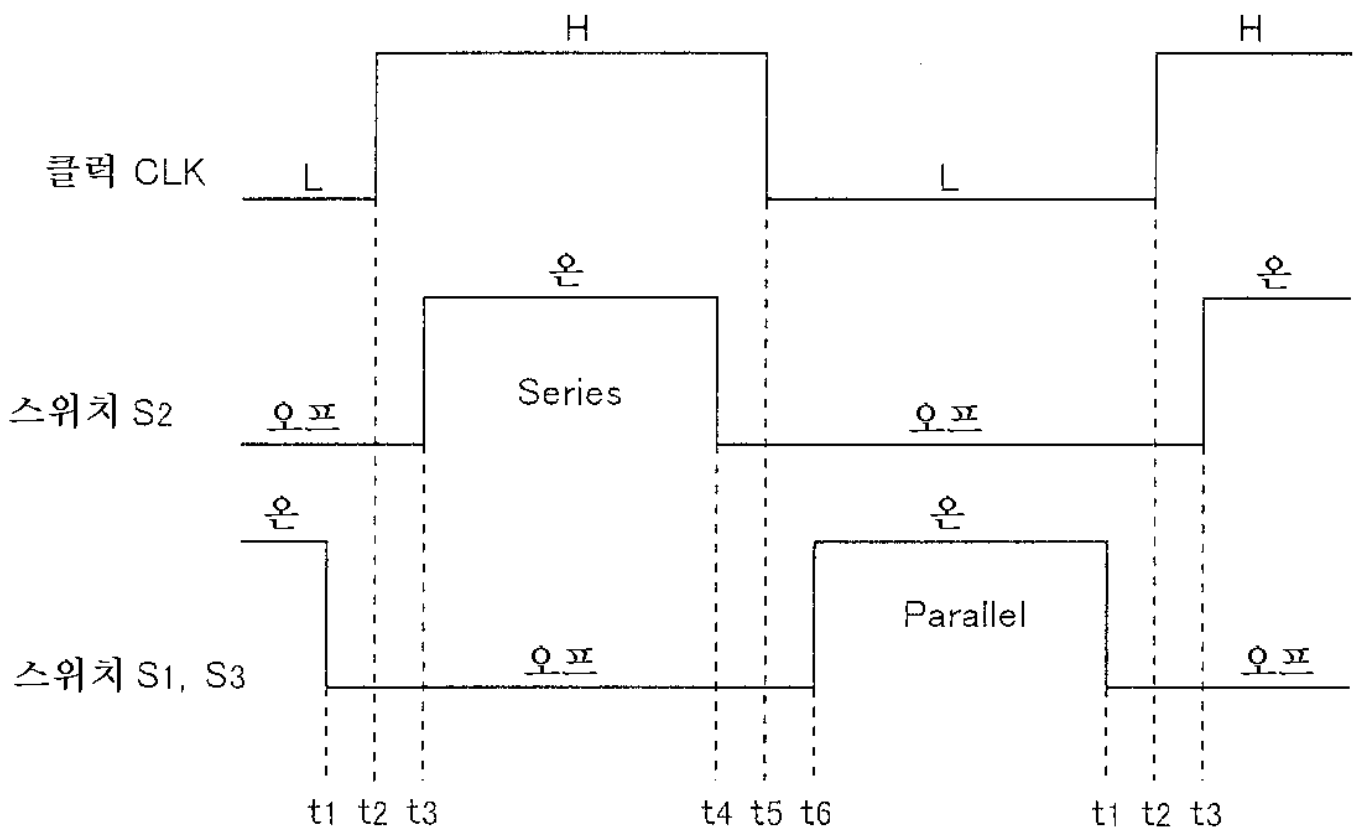 H
H
클럭 CLK
L
L
온
온
스위치 S2
오프
Series
오프
온
온
Parallel
스위치 S1, S3
오프
오프
t1 t2 t3 t4 t5 t6 t1 t2 t3